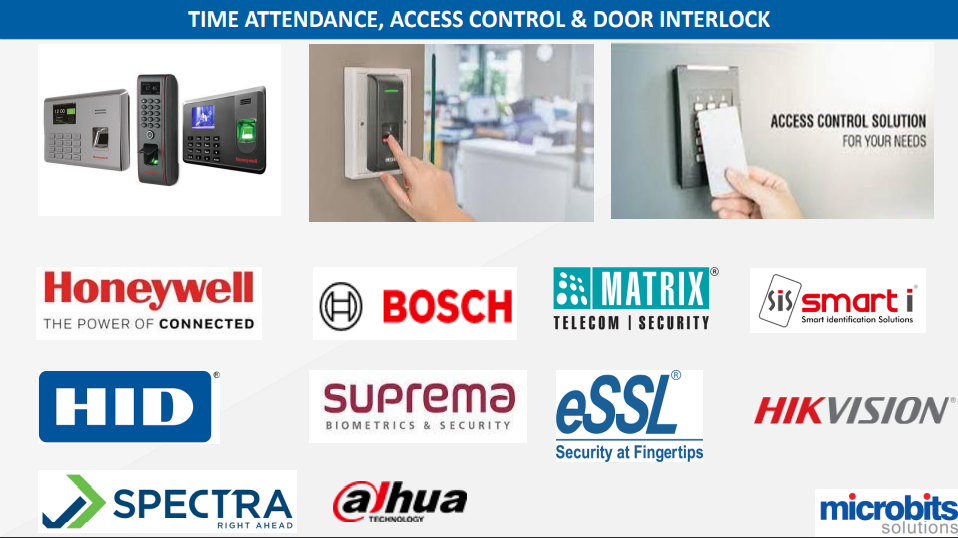 TIME ATTENDANCE, ACCESS CONTROL & DOOR INTERLOCK
Honeywell
ACCESS CONTROL SOLUTION
FOR YOUR NEEDS
Honeywell
THE POWER OF CONNECTED
BOSCH
MATRIX®
TELECOM | SECURITY
SiS smart i®
Smart Identification Solutions
HID®
suprema
BIOMETRICS & SECURITY
eSSL®
Security at Fingertips
HIKVISION®
SPECTRA
RIGHT AHEAD
alhua
TECHNOLOGY
microbits
solutions